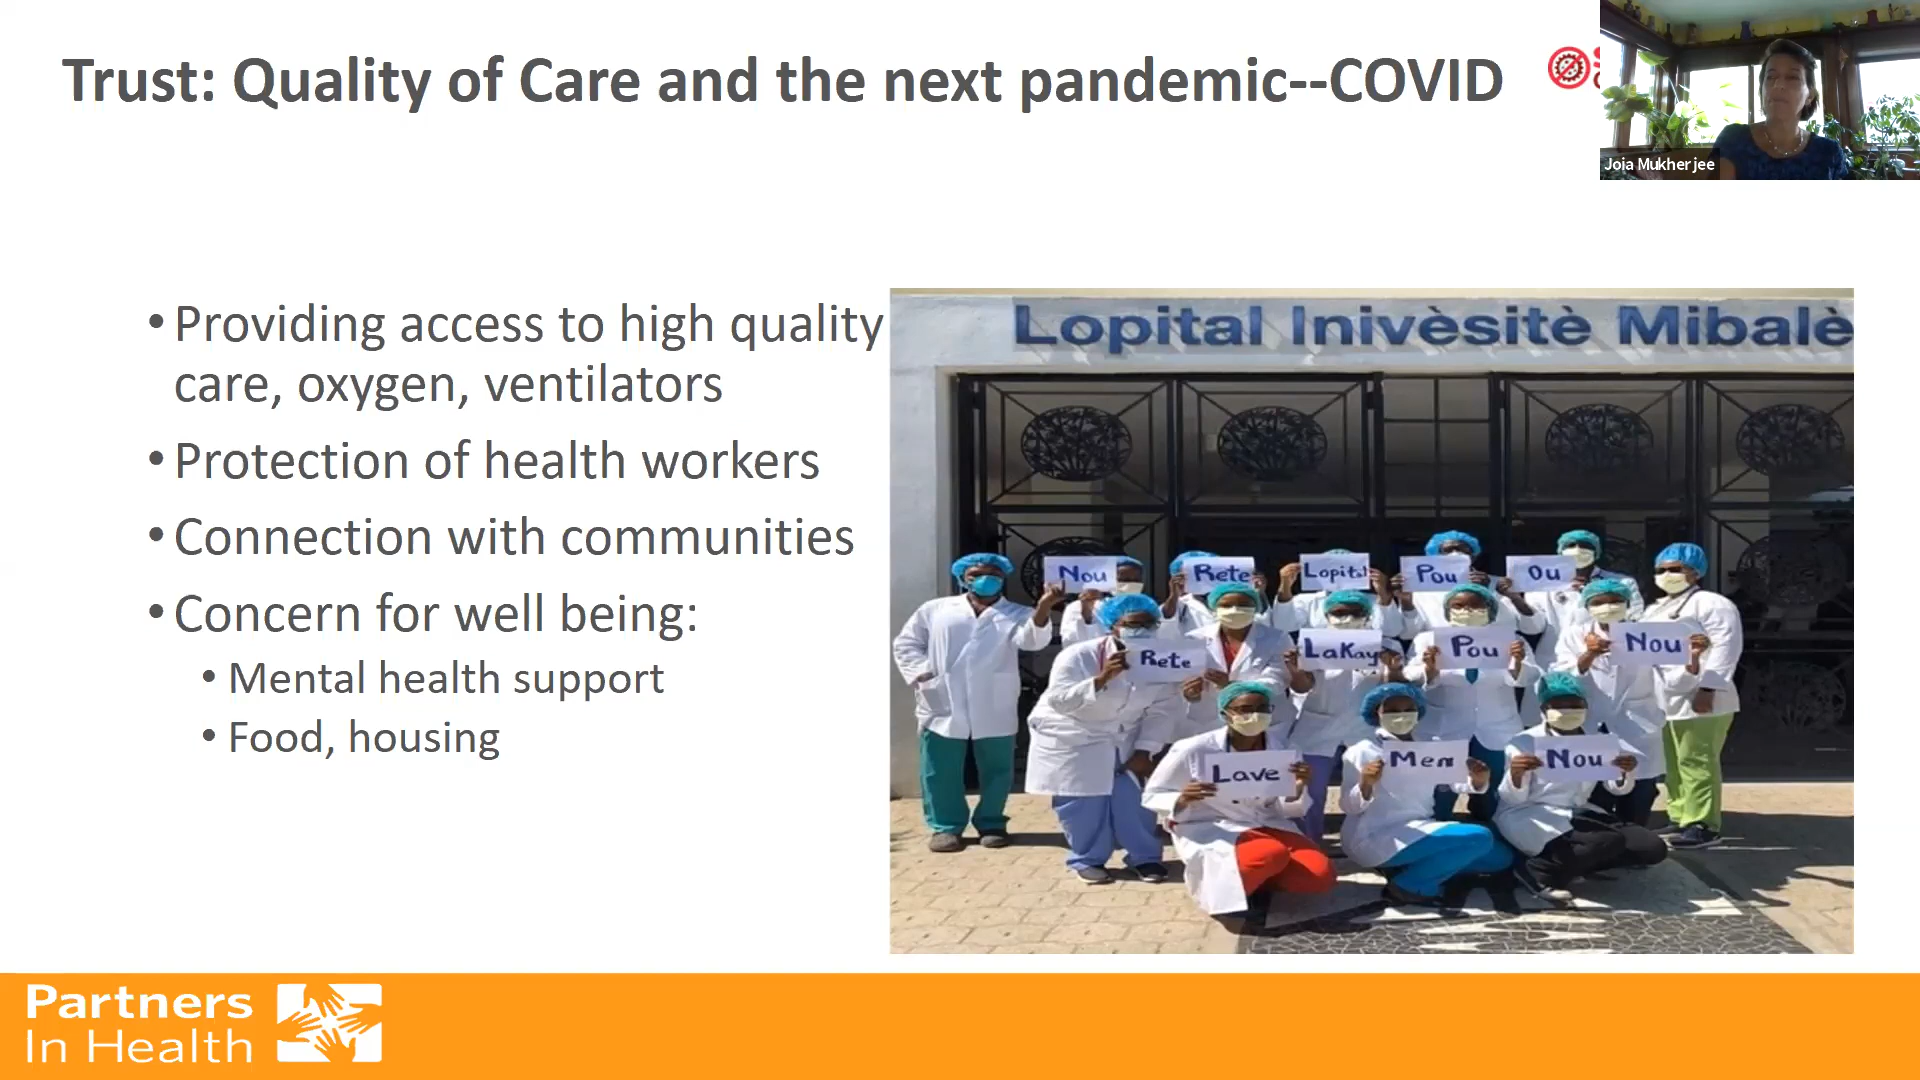 Trust: Quality of Care and the next pandemic--COVID
Joia Mukherjee
• Providing access to high quality
care, oxygen, ventilators
• Protection of health workers
• Connection with communities
• Concern for well being:
• Mental health support
• Food, housing
Lopital Inivèsitè Mibalè
Nou Rete Lopital Pou Ou
Rete Lakay Pou Nou
Lave Men Nou
Partners
In Health